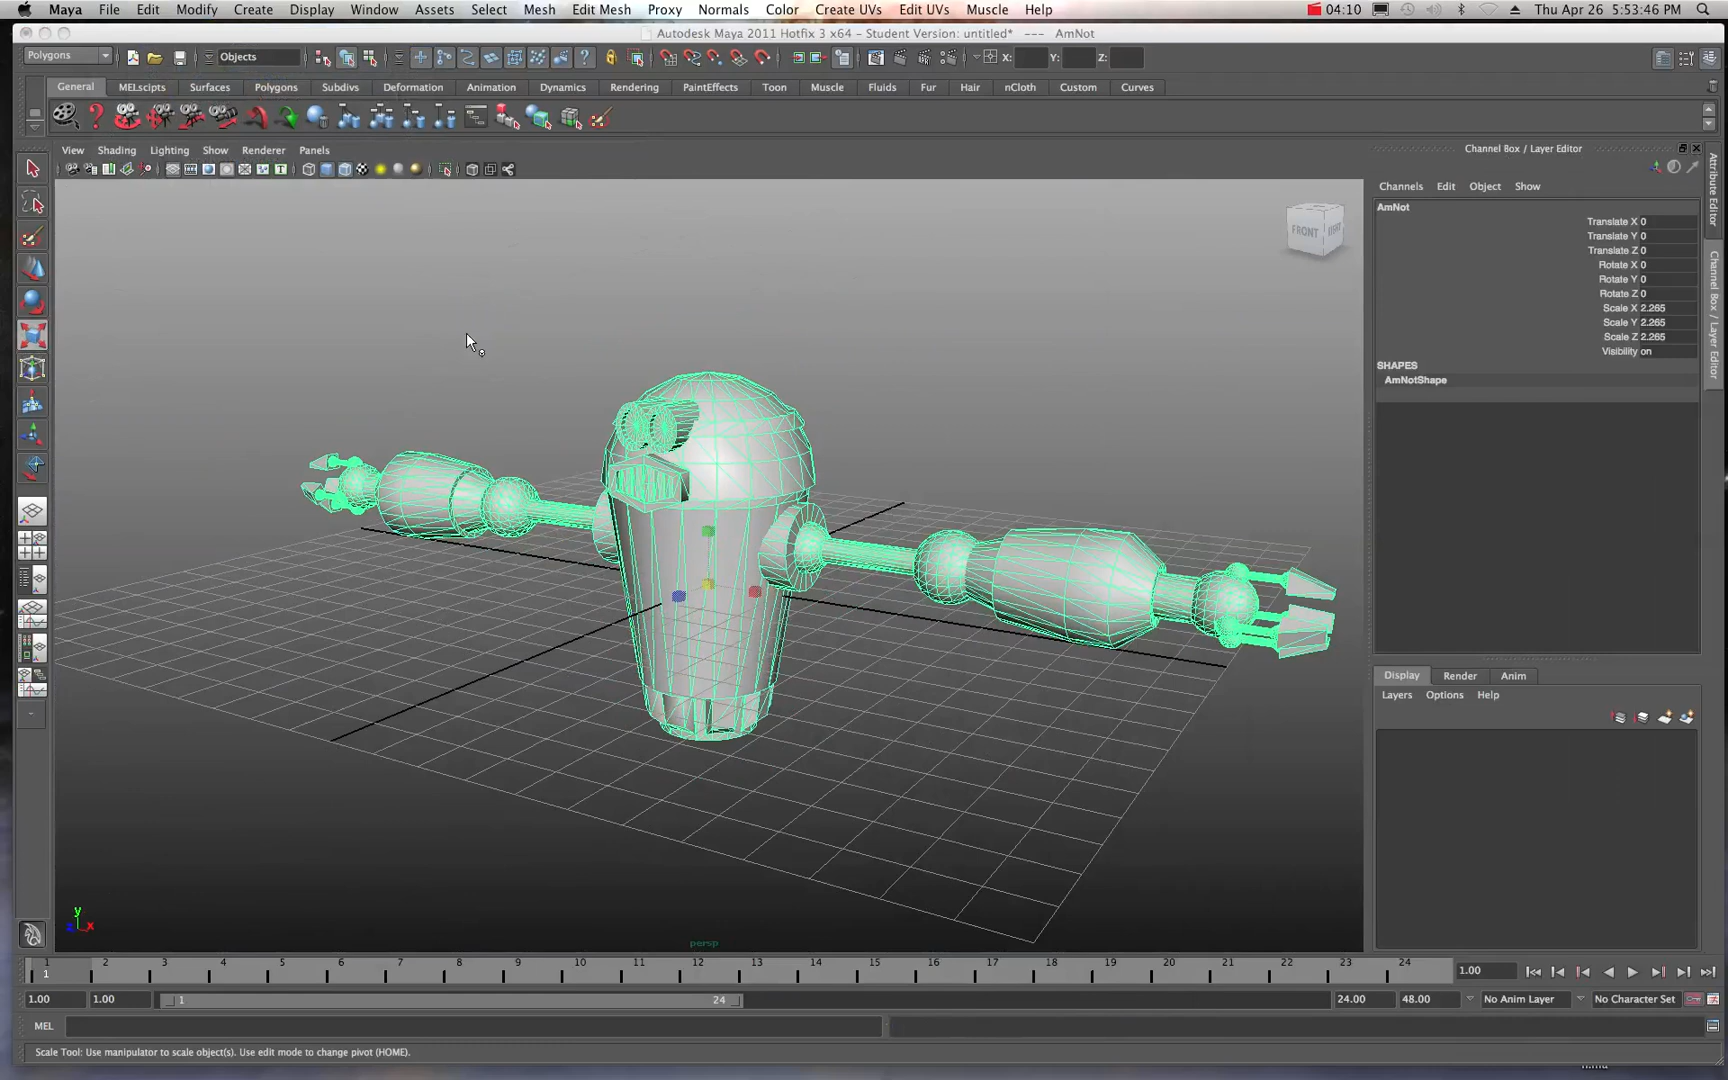 Maya File Edit Modify Create Display Window Assets Select Mesh Edit Mesh Proxy Normals Color Create UVs Edit UVs Muscle Help 04:10 Thu Apr 26 5:53:46 PM
Autodesk Maya 2011 Hotfix 3 x64 - Student Version: untitled* --- AmNot
Polygons Objects X: Y: Z:
General MELscipts Surfaces Polygons Subdivs Deformation Animation Dynamics Rendering PaintEffects Toon Muscle Fluids Fur Hair nCloth Custom Curves
View Shading Lighting Show Renderer Panels
Channel Box / Layer Editor
Channels Edit Object Show
AmNot
Translate X 0
Translate Y 0
Translate Z 0
Rotate X 0
Rotate Y 0
Rotate Z 0
Scale X 2.265
Scale Y 2.265
Scale Z 2.265
Visibility on
SHAPES
AmNotShape
Attribute Editor
Channel Box / Layer Editor
FRONT RIGHT
Display Render Anim
Layers Options Help
y
z x
persp
1 2 3 4 5 6 7 8 9 10 11 12 13 14 15 16 17 18 19 20 21 22 23 24
1 1.00
1.00 1.00 1 24 24.00 48.00 No Anim Layer No Character Set
MEL
Scale Tool: Use manipulator to scale object(s). Use edit mode to change pivot (HOME).